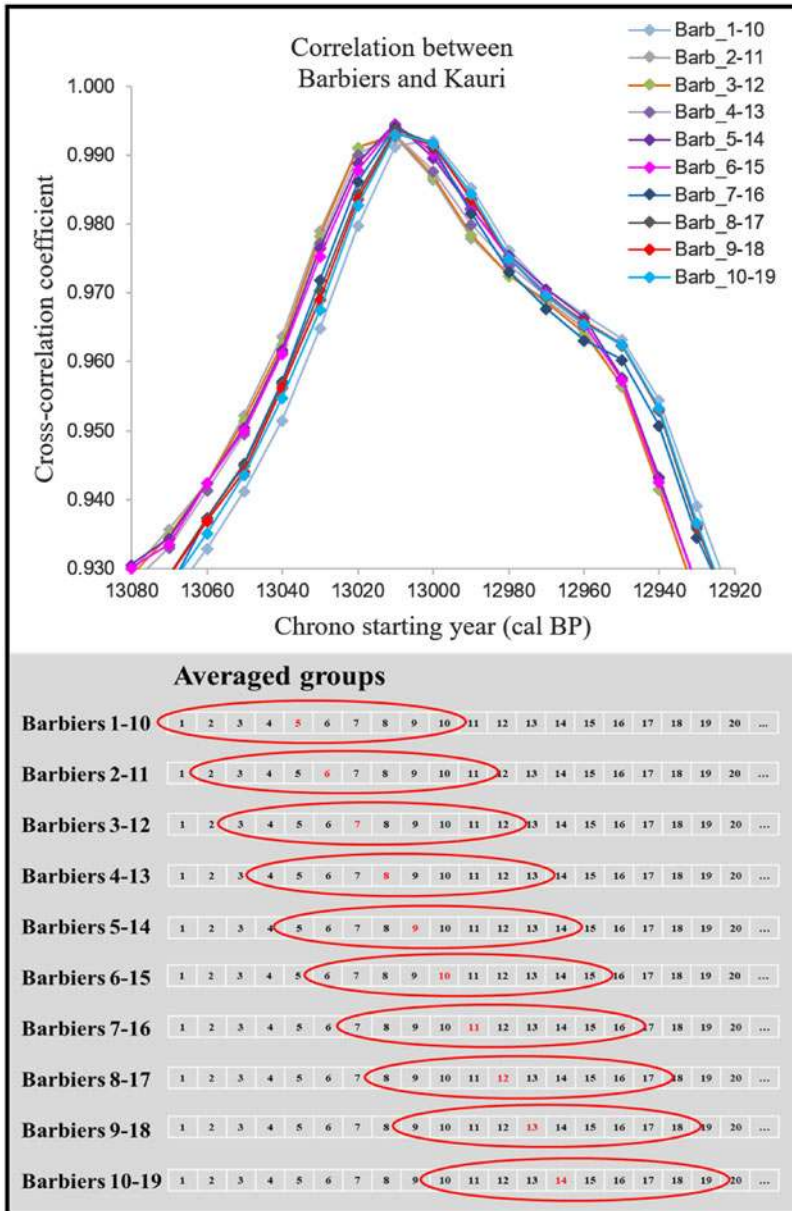 Correlation between
Barbiers and Kauri
Barb_1-10
Barb_2-11
Barb_3-12
Barb_4-13
Barb_5-14
Barb_6-15
Barb_7-16
Barb_8-17
Barb_9-18
Barb_10-19
Cross-correlation coefficient
1.000
0.990
0.980
0.970
0.960
0.950
0.940
0.930
13080 13060 13040 13020 13000 12980 12960 12940 12920
Chrono starting year (cal BP)
Averaged groups
Barbiers 1-10 1 2 3 4 5 6 7 8 9 10 11 12 13 14 15 16 17 18 19 20 ...
Barbiers 2-11 1 2 3 4 5 6 7 8 9 10 11 12 13 14 15 16 17 18 19 20 ...
Barbiers 3-12 1 2 3 4 5 6 7 8 9 10 11 12 13 14 15 16 17 18 19 20 ...
Barbiers 4-13 1 2 3 4 5 6 7 8 9 10 11 12 13 14 15 16 17 18 19 20 ...
Barbiers 5-14 1 2 3 4 5 6 7 8 9 10 11 12 13 14 15 16 17 18 19 20 ...
Barbiers 6-15 1 2 3 4 5 6 7 8 9 10 11 12 13 14 15 16 17 18 19 20 ...
Barbiers 7-16 1 2 3 4 5 6 7 8 9 10 11 12 13 14 15 16 17 18 19 20 ...
Barbiers 8-17 1 2 3 4 5 6 7 8 9 10 11 12 13 14 15 16 17 18 19 20 ...
Barbiers 9-18 1 2 3 4 5 6 7 8 9 10 11 12 13 14 15 16 17 18 19 20 ...
Barbiers 10-19 1 2 3 4 5 6 7 8 9 10 11 12 13 14 15 16 17 18 19 20 ...